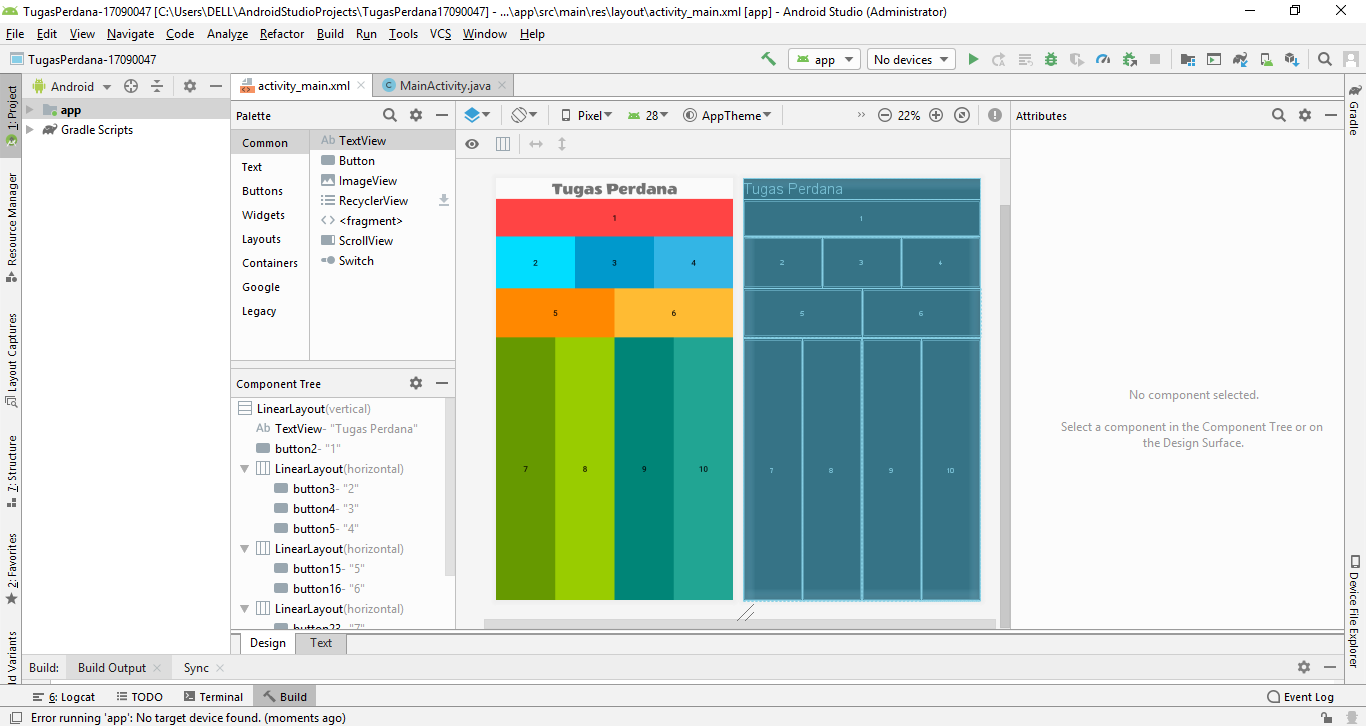 TugasPerdana-17090047 [C:\Users\DELL\AndroidStudioProjects\TugasPerdana17090047] - ...\app\src\main\res\layout\activity_main.xml [app] - Android Studio (Administrator)
File Edit View Navigate Code Analyze Refactor Build Run Tools VCS Window Help
TugasPerdana-17090047
app
No devices
1: Project
Resource Manager
Layout Captures
7: Structure
2: Favorites
d Variants
Android
app
Gradle Scripts
activity_main.xml
MainActivity.java
Palette
Common
Text
Buttons
Widgets
Layouts
Containers
Google
Legacy
Ab TextView
Button
ImageView
RecyclerView
<> <fragment>
ScrollView
Switch
Component Tree
LinearLayout(vertical)
Ab TextView- "Tugas Perdana"
button2- "1"
LinearLayout(horizontal)
button3- "2"
button4- "3"
button5- "4"
LinearLayout(horizontal)
button15- "5"
button16- "6"
LinearLayout(horizontal)
button23- "7"
Pixel
28
AppTheme
>>
22%
Tugas Perdana
1
2 3 4
5 6
7 8 9 10
Tugas Perdana
1
2 3 4
5 6
7 8 9 10
Attributes
No component selected.
Select a component in the Component Tree or on
the Design Surface.
Gradle
Device File Explorer
Design Text
Build: Build Output Sync
6: Logcat TODO Terminal Build Event Log
Error running 'app': No target device found. (moments ago)